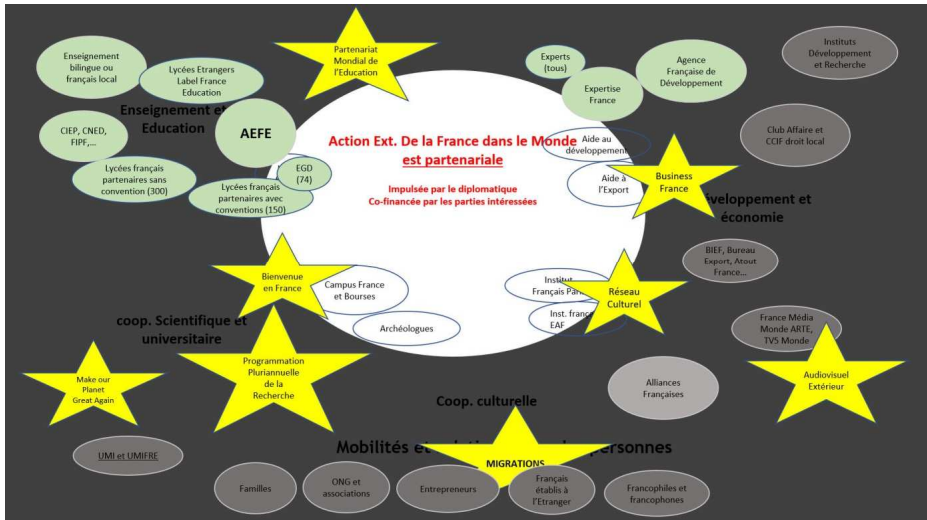 Partenariat
Mondial de
l'Education
Enseignement
bilingue ou
français local
Lycées Etrangers
Label France
Education
Enseignement et
Education
AEFE
CIEP, CNED,
FIPF,...
Lycées français
partenaires sans
convention (300)
Lycées français
partenaires avec
conventions (150)
EGD
(74)
Experts
(tous)
Expertise
France
Agence
Française de
Développement
Instituts
Développement
et Recherche
Action Ext. De la France dans le Monde
est partenariale
Impulsée par le diplomatique
Co-financée par les parties intéressées
Aide au
développement
Aide à
l'Export
Business
France
Club Affaire et
CCIF droit local
éveloppement et
économie
BIEF, Bureau
Export, Atout
France...
Bienvenue
en France
Campus France
et Bourses
Archéologues
Institut
Français Par
Inst. france
EAF
Réseau
Culturel
France Média
Monde ARTE,
TV5 Monde
Audiovisuel
Extérieur
coop. Scientifique et
universitaire
Programmation
Pluriannuelle
de la
Recherche
Make our
Planet
Great Again
UMI et UMIFRE
Alliances
Françaises
Coop. culturelle
Mobilités et personnes
MIGRATIONS
Familles
ONG et
associations
Entrepreneurs
Français
établis à
l'Etranger
Francophiles et
francophones